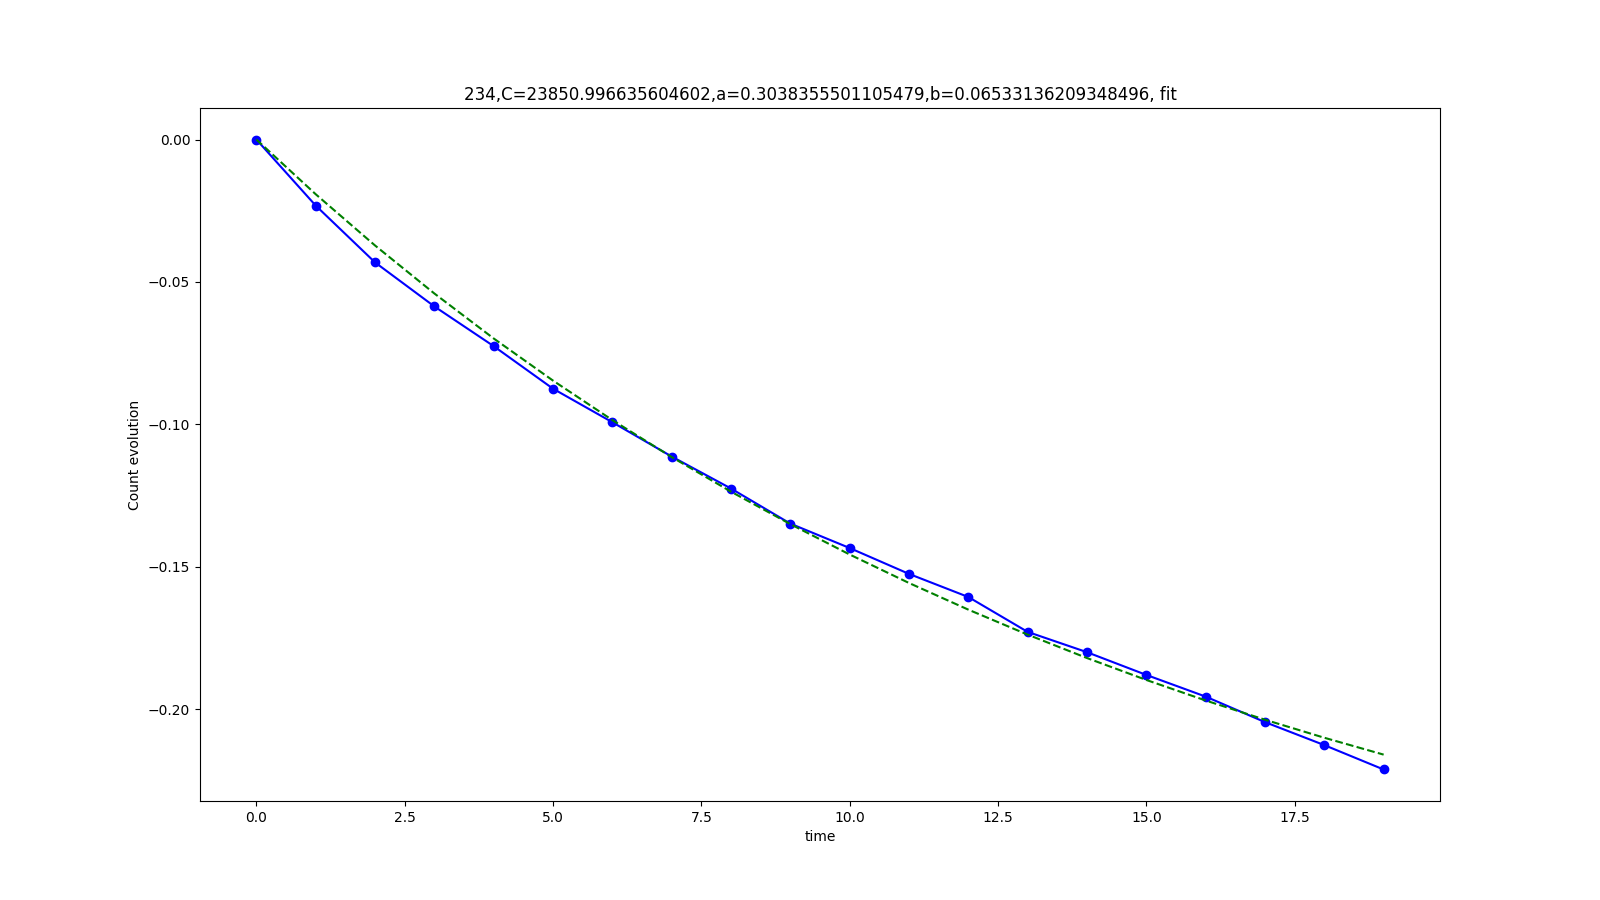 234,C=23850.996635604602,a=0.3038355501105479,b=0.06533136209348496, fit
0.00
−0.05
−0.10
−0.15
−0.20
Count evolution
0.0 2.5 5.0 7.5 10.0 12.5 15.0 17.5
time